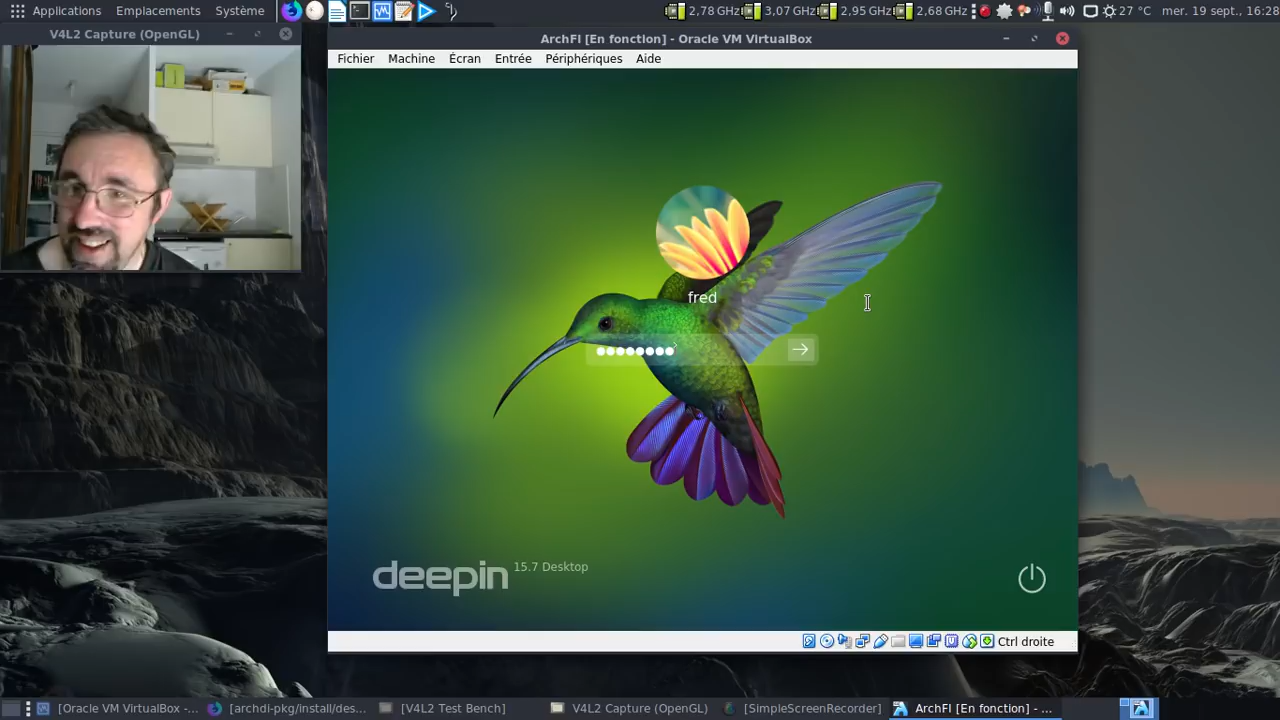 Applications Emplacements Système 2,78 GHz 3,07 GHz 2,95 GHz 2,68 GHz 27 °C mer. 19 sept., 16:28
V4L2 Capture (OpenGL)
ArchFI [En fonction] - Oracle VM VirtualBox
Fichier Machine Écran Entrée Périphériques Aide
fred
deepin 15.7 Desktop
Ctrl droite
[Oracle VM VirtualBox -... [archdi-pkg/install/des... [V4L2 Test Bench] V4L2 Capture (OpenGL) [SimpleScreenRecorder] ArchFI [En fonction] - ...